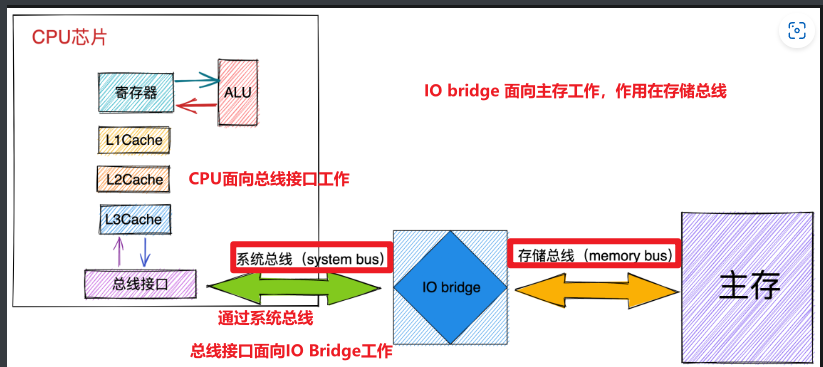 CPU芯片
寄存器
ALU
IO bridge 面向主存工作，作用在存储总线
L1Cache
L2Cache
CPU面向总线接口工作
L3Cache
系统总线（system bus）
存储总线（memory bus）
总线接口
IO bridge
主存
通过系统总线
总线接口面向IO Bridge工作